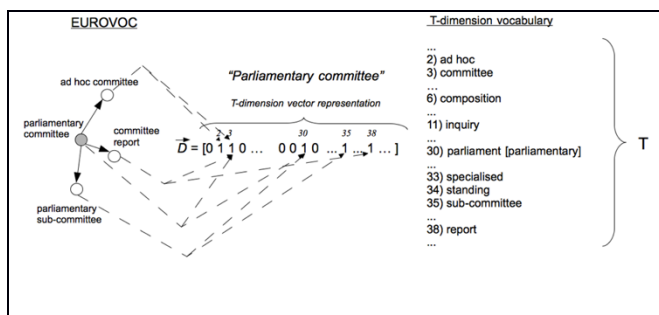 EUROVOC
ad hoc committee
parliamentary
committee
committee
report
parliamentary
sub-committee
"Parliamentary committee"
T-dimension vector representation
2 3 30 35 38
D = [0 1 1 0 ... 0 0 1 0 ... 1 ... 1 ... ]
T-dimension vocabulary
...
2) ad hoc
3) committee
...
6) composition
...
11) inquiry
...
30) parliament [parliamentary]
...
33) specialised
34) standing
35) sub-committee
...
38) report
...
T